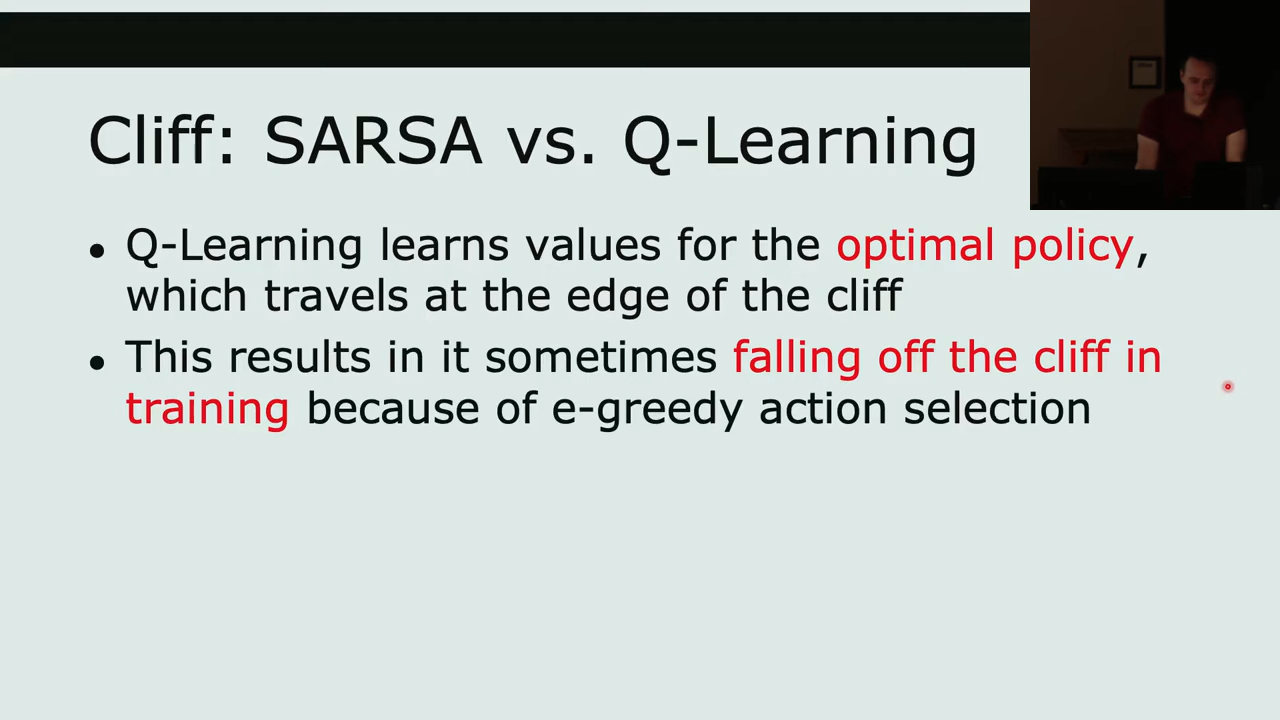 Cliff: SARSA vs. Q-Learning
• Q-Learning learns values for the optimal policy,
which travels at the edge of the cliff
• This results in it sometimes falling off the cliff in
training because of e-greedy action selection